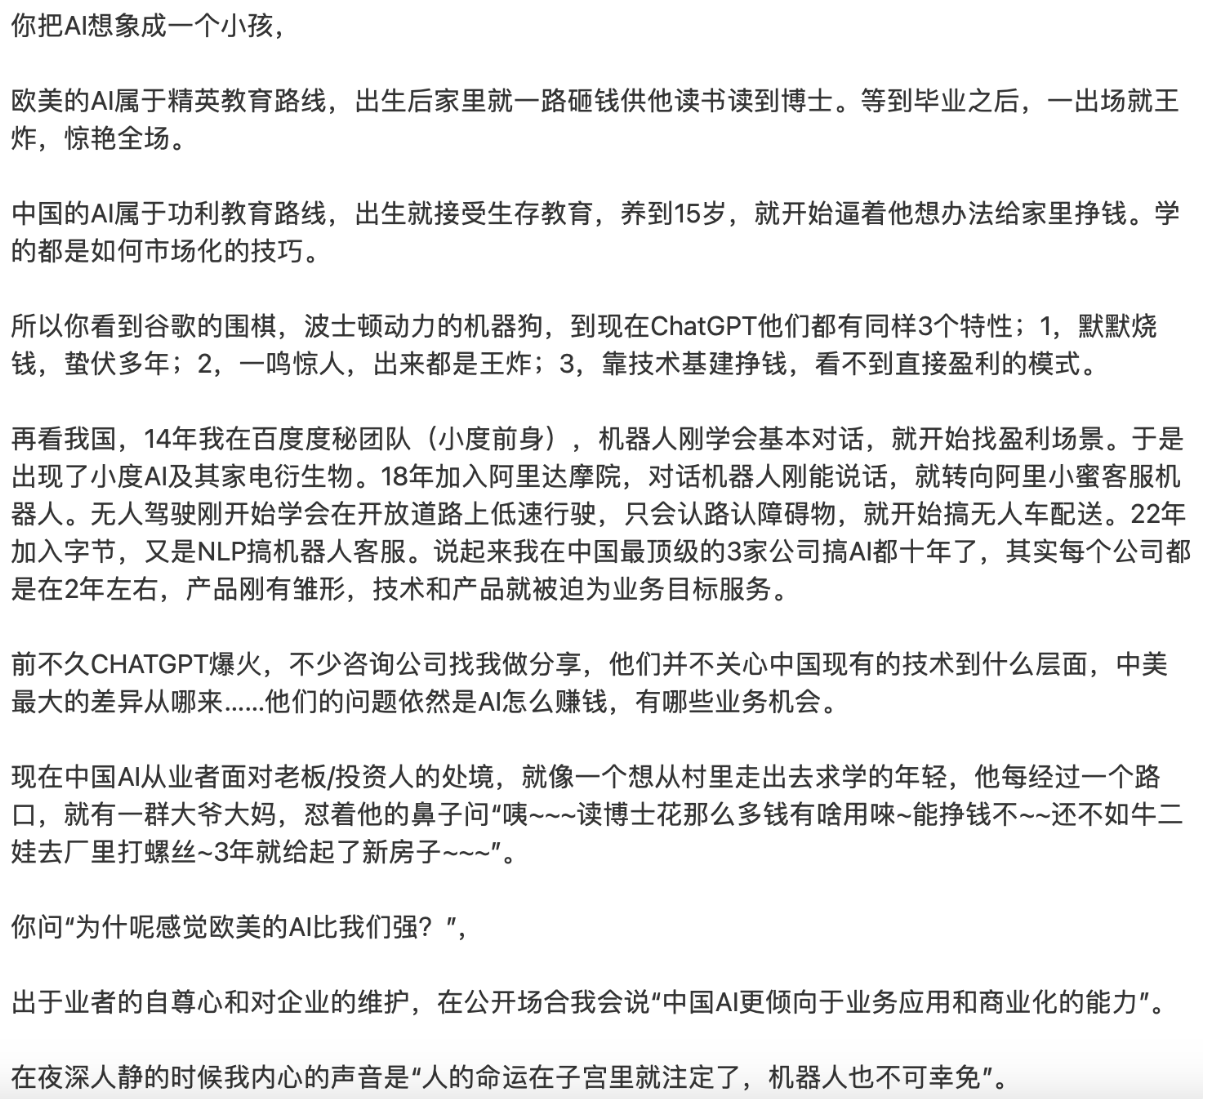 你把AI想象成一个小孩，
欧美的AI属于精英教育路线，出生后家里就一路砸钱供他读书读到博士。等到毕业之后，一出场就王
炸，惊艳全场。
中国的AI属于功利教育路线，出生就接受生存教育，养到15岁，就开始逼着他想办法给家里挣钱。学
的都是如何市场化的技巧。
所以你看到谷歌的围棋，波士顿动力的机器狗，到现在ChatGPT他们都有同样3个特性；1，默默烧
钱，蛰伏多年；2，一鸣惊人，出来都是王炸；3，靠技术基建挣钱，看不到直接盈利的模式。
再看我国，14年我在百度度秘团队（小度前身），机器人刚学会基本对话，就开始找盈利场景。于是
出现了小度AI及其家电衍生物。18年加入阿里达摩院，对话机器人刚能说话，就转向阿里小蜜客服机
器人。无人驾驶刚开始学会在开放道路上低速行驶，只会认路认障碍物，就开始搞无人车配送。22年
加入字节，又是NLP搞机器人客服。说起来我在中国最顶级的3家公司搞AI都十年了，其实每个公司都
是在2年左右，产品刚有雏形，技术和产品就被迫为业务目标服务。
前不久CHATGPT爆火，不少咨询公司找我做分享，他们并不关心中国现有的技术到什么层面，中美
最大的差异从哪来......他们的问题依然是AI怎么赚钱，有哪些业务机会。
现在中国AI从业者面对老板/投资人的处境，就像一个想从村里走出去求学的年轻，他每经过一个路
口，就有一群大爷大妈，怼着他的鼻子问“咦~~~读博士花那么多钱有啥用唻~能挣钱不~~还不如牛二
娃去厂里打螺丝~3年就给起了新房子~~~”。
你问“为什呢感觉欧美的AI比我们强？”，
出于业者的自尊心和对企业的维护，在公开场合我会说“中国AI更倾向于业务应用和商业化的能力”。
在夜深人静的时候我内心的声音是“人的命运在子宫里就注定了，机器人也不可幸免”。